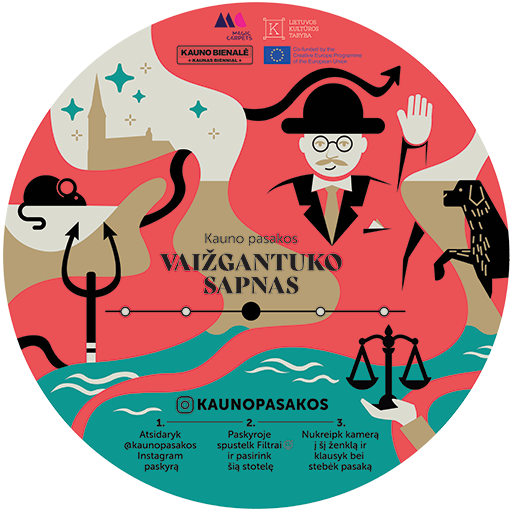 MAGIC
CARPETS
LIETUVOS
KULTŪROS
TARYBA
K
KAUNO BIENALĖ
KAUNAS BIENNIAL
Co-funded by the
Creative Europe Programme
of the European Union
Kauno pasakos
VAIŽGANTUKO
SAPNAS
KAUNOPASAKOS
1.
Atsidaryk
@kaunopasakos
Instagram
paskyrą
2.
Paskyroje
spustelk Filtrai
ir pasirink
šią stotelę
3.
Nukreipk kamerą
į šį ženklą ir
klausyk bei
stebėk pasaką